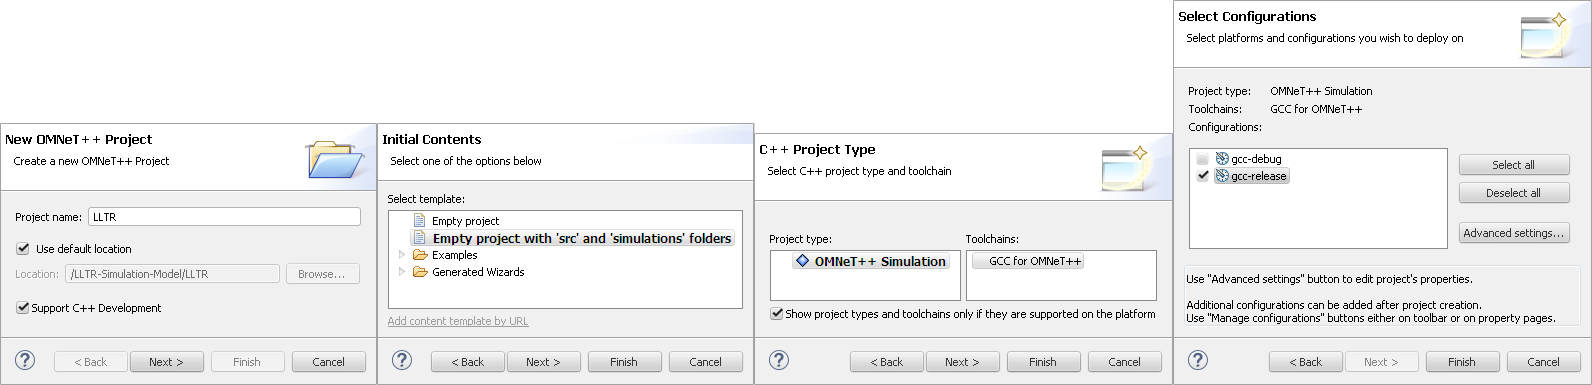 New OMNeT++ Project
Create a new OMNeT++ Project
Project name: LLTR
Use default location
Location: /LLTR-Simulation-Model/LLTR Browse...
Support C++ Development
? < Back Next > Finish Cancel
Initial Contents
Select one of the options below
Select template:
Empty project
Empty project with 'src' and 'simulations' folders
Examples
Generated Wizards
Add content template by URL
? < Back Next > Finish Cancel
C++ Project Type
Select C++ project type and toolchain
Project type: Toolchains:
OMNeT++ Simulation GCC for OMNeT++
Show project types and toolchains only if they are supported on the platform
? < Back Next > Finish Cancel
Select Configurations
Select platforms and configurations you wish to deploy on
Project type: OMNeT++ Simulation
Toolchains: GCC for OMNeT++
Configurations:
gcc-debug
gcc-release
Select all
Deselect all
Advanced settings...
Use "Advanced settings" button to edit project's properties.
Additional configurations can be added after project creation.
Use "Manage configurations" buttons either on toolbar or on property pages.
? < Back Next > Finish Cancel